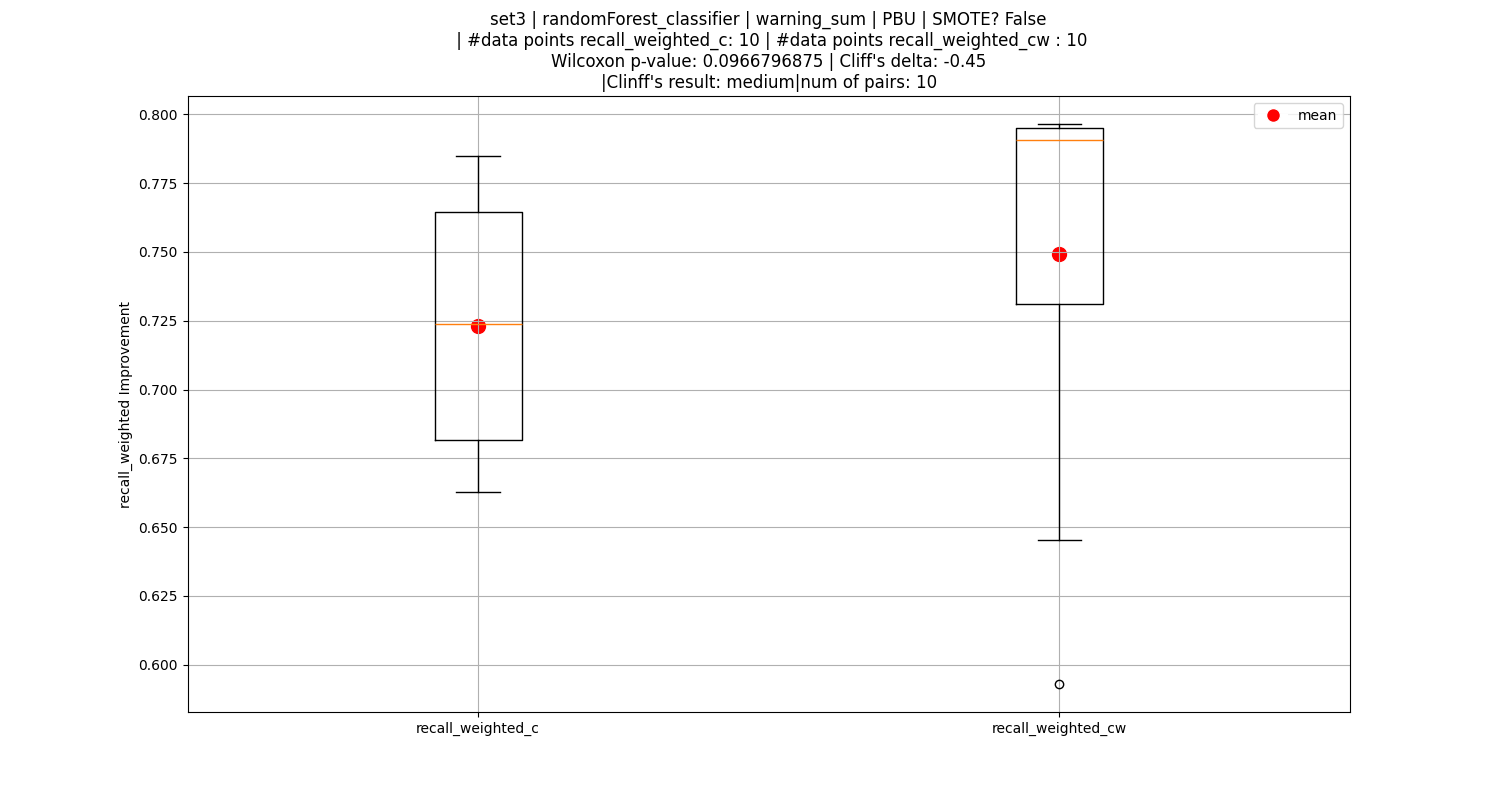 set3 | randomForest_classifier | warning_sum | PBU | SMOTE? False
| #data points recall_weighted_c: 10 | #data points recall_weighted_cw : 10
Wilcoxon p-value: 0.0966796875 | Cliff's delta: -0.45
|Clinff's result: medium|num of pairs: 10
mean
0.800
0.775
0.750
0.725
0.700
0.675
0.650
0.625
0.600
recall_weighted Improvement
recall_weighted_c
recall_weighted_cw